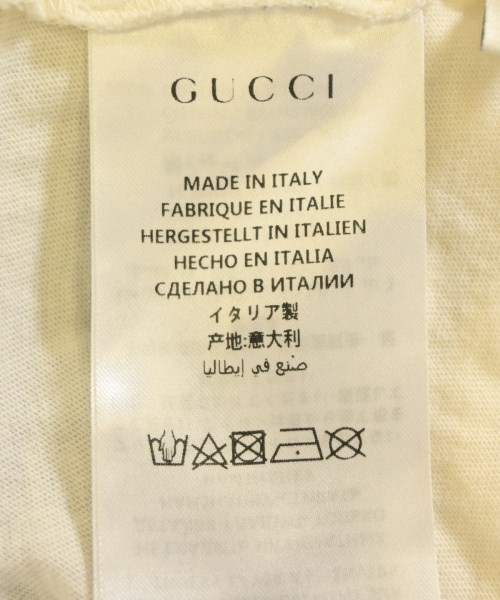 GUCCI
MADE IN ITALY
FABRIQUE EN ITALIE
HERGESTELLT IN ITALIEN
HECHO EN ITALIA
СДЕЛАНО В ИТАЛИИ
イタリア製
产地:意大利
صنع في إيطاليا